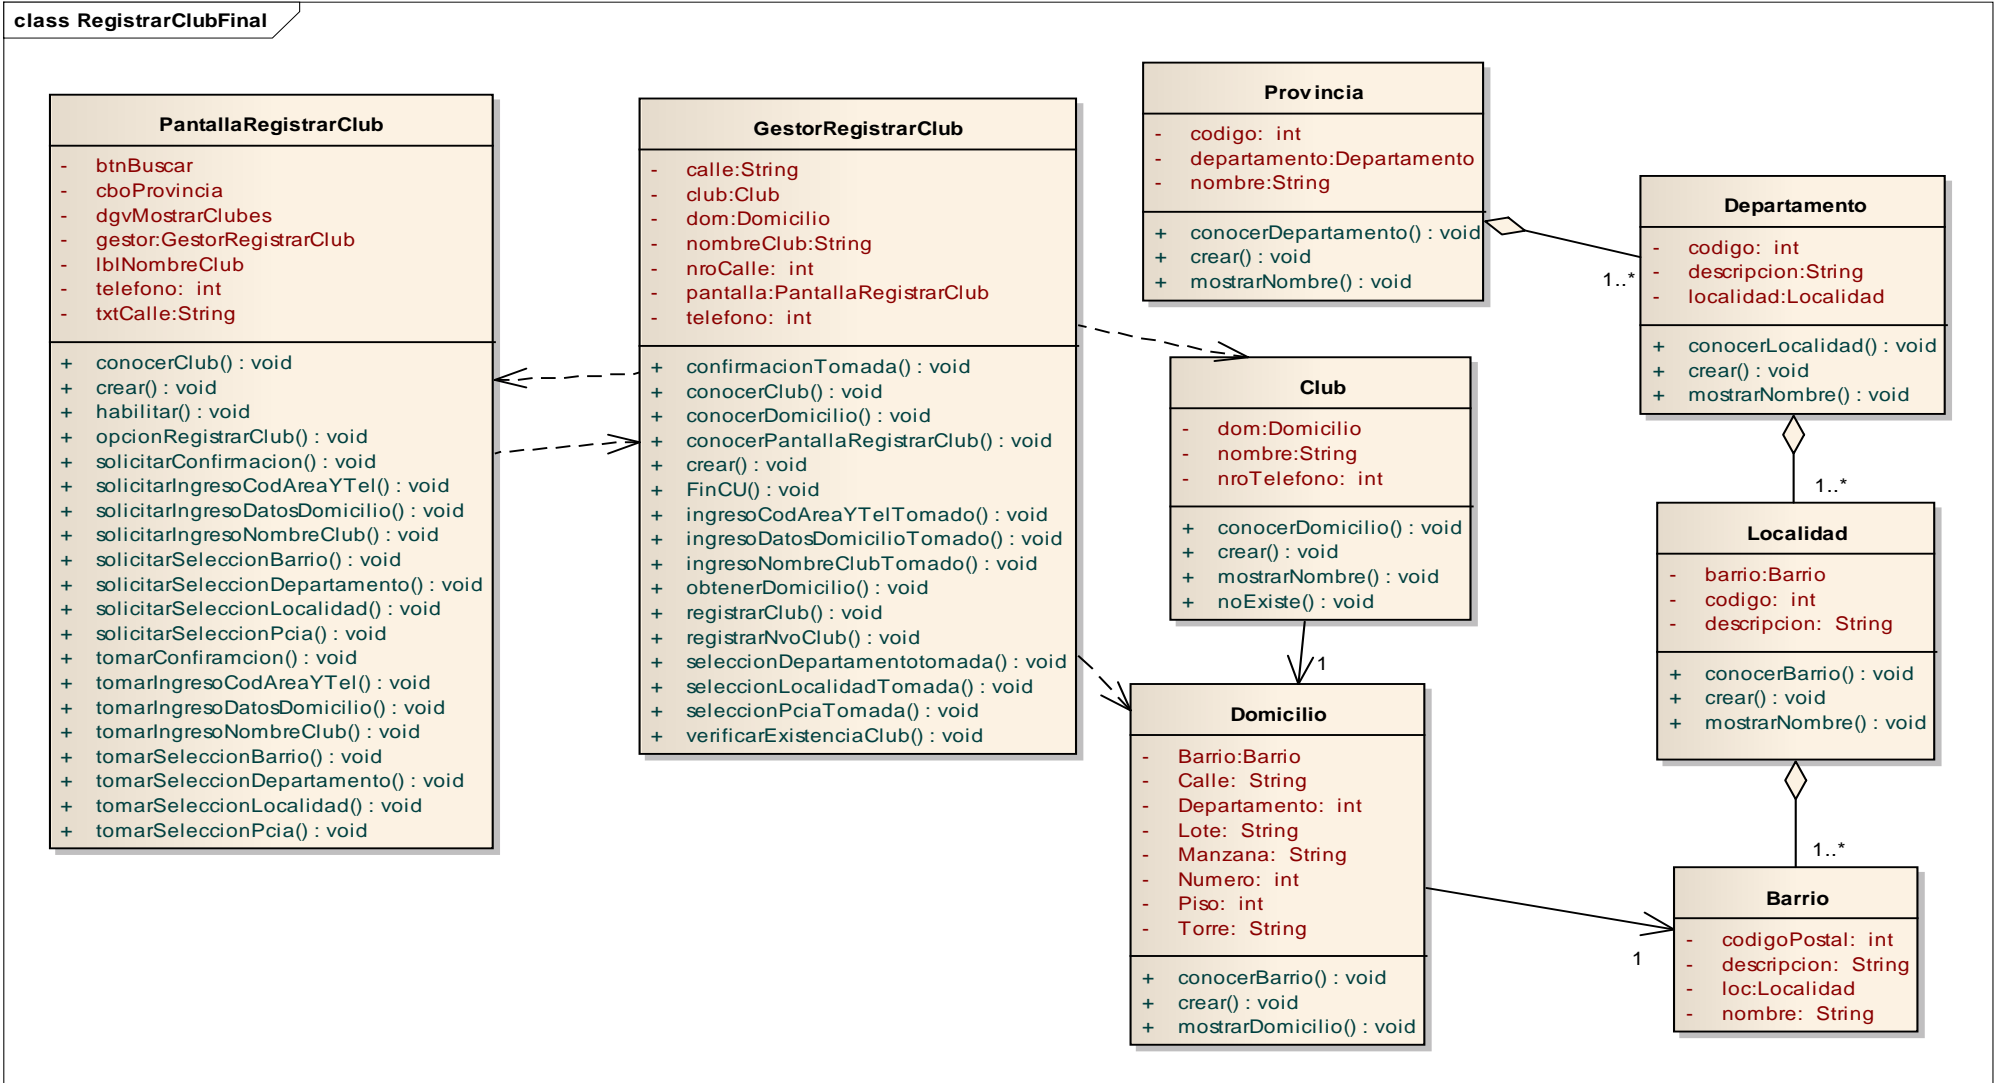 class RegistrarClubFinal
PantallaRegistrarClub
- btnBuscar
- cboProvincia
- dgvMostrarClubes
- gestor:GestorRegistrarClub
- lblNombreClub
- telefono: int
- txtCalle:String
+ conocerClub() : void
+ crear() : void
+ habilitar() : void
+ opcionRegistrarClub() : void
+ solicitarConfirmacion() : void
+ solicitarIngresoCodAreaYTel() : void
+ solicitarIngresoDatosDomicilio() : void
+ solicitarIngresoNombreClub() : void
+ solicitarSeleccionBarrio() : void
+ solicitarSeleccionDepartamento() : void
+ solicitarSeleccionLocalidad() : void
+ solicitarSeleccionPcia() : void
+ tomarConfiramcion() : void
+ tomarIngresoCodAreaYTel() : void
+ tomarIngresoDatosDomicilio() : void
+ tomarIngresoNombreClub() : void
+ tomarSeleccionBarrio() : void
+ tomarSeleccionDepartamento() : void
+ tomarSeleccionLocalidad() : void
+ tomarSeleccionPcia() : void
GestorRegistrarClub
- calle:String
- club:Club
- dom:Domicilio
- nombreClub:String
- nroCalle: int
- pantalla:PantallaRegistrarClub
- telefono: int
+ confirmacionTomada() : void
+ conocerClub() : void
+ conocerDomicilio() : void
+ conocerPantallaRegistrarClub() : void
+ crear() : void
+ FinCU() : void
+ ingresoCodAreaYTelTomado() : void
+ ingresoDatosDomicilioTomado() : void
+ ingresoNombreClubTomado() : void
+ obtenerDomicilio() : void
+ registrarClub() : void
+ registrarNvoClub() : void
+ seleccionDepartamentotomada() : void
+ seleccionLocalidadTomada() : void
+ seleccionPciaTomada() : void
+ verificarExistenciaClub() : void
Provincia
- codigo: int
- departamento:Departamento
- nombre:String
+ conocerDepartamento() : void
+ crear() : void
+ mostrarNombre() : void
1..*
Departamento
- codigo: int
- descripcion:String
- localidad:Localidad
+ conocerLocalidad() : void
+ crear() : void
+ mostrarNombre() : void
1..*
Club
- dom:Domicilio
- nombre:String
- nroTelefono: int
+ conocerDomicilio() : void
+ crear() : void
+ mostrarNombre() : void
+ noExiste() : void
1
Localidad
- barrio:Barrio
- codigo: int
- descripcion: String
+ conocerBarrio() : void
+ crear() : void
+ mostrarNombre() : void
1..*
Domicilio
- Barrio:Barrio
- Calle: String
- Departamento: int
- Lote: String
- Manzana: String
- Numero: int
- Piso: int
- Torre: String
+ conocerBarrio() : void
+ crear() : void
+ mostrarDomicilio() : void
1
Barrio
- codigoPostal: int
- descripcion: String
- loc:Localidad
- nombre: String